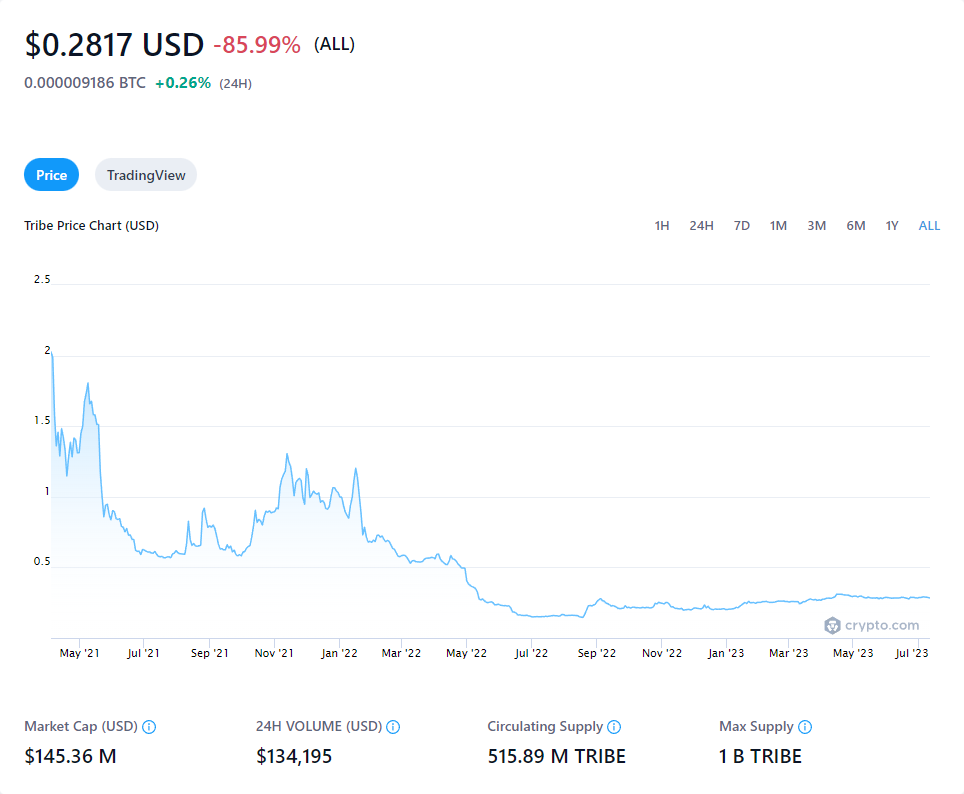 $0.2817 USD -85.99% (ALL)
0.000009186 BTC +0.26% (24H)
Price TradingView
Tribe Price Chart (USD) 1H 24H 7D 1M 3M 6M 1Y ALL
2.5
2
1.5
1
0.5
crypto.com
May '21 Jul '21 Sep '21 Nov '21 Jan '22 Mar '22 May '22 Jul '22 Sep '22 Nov '22 Jan '23 Mar '23 May '23 Jul '23
Market Cap (USD) 24H VOLUME (USD) Circulating Supply Max Supply
$145.36 M $134,195 515.89 M TRIBE 1 B TRIBE